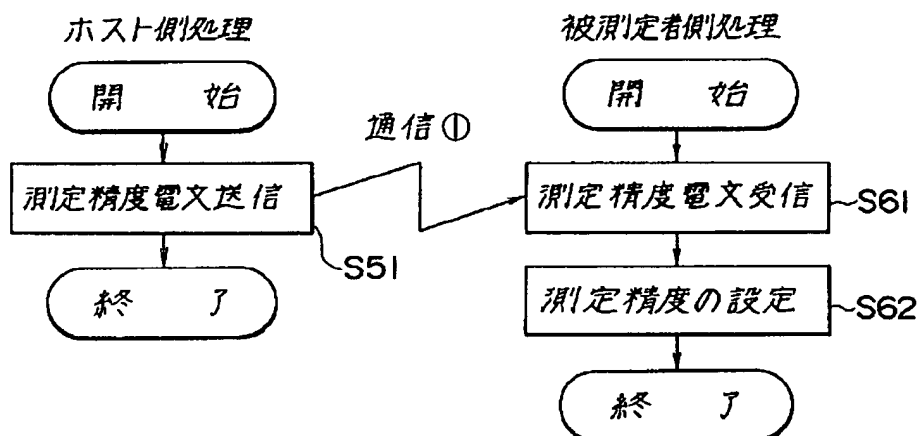 ホスト側処理
開 始
測定精度電文送信
S51
終 了
通信①
被測定者側処理
開 始
測定精度電文受信
S61
測定精度の設定
S62
終 了